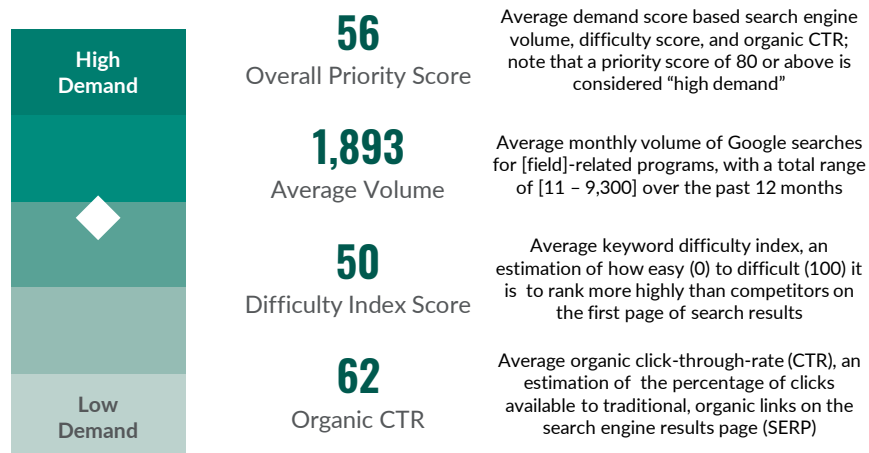 High
Demand
Low
Demand
56
Overall Priority Score
Average demand score based search engine
volume, difficulty score, and organic CTR;
note that a priority score of 80 or above is
considered “high demand”
1,893
Average Volume
Average monthly volume of Google searches
for [field]-related programs, with a total range
of [11 – 9,300] over the past 12 months
50
Difficulty Index Score
Average keyword difficulty index, an
estimation of how easy (0) to difficult (100) it
is to rank more highly than competitors on
the first page of search results
62
Organic CTR
Average organic click-through-rate (CTR), an
estimation of the percentage of clicks
available to traditional, organic links on the
search engine results page (SERP)